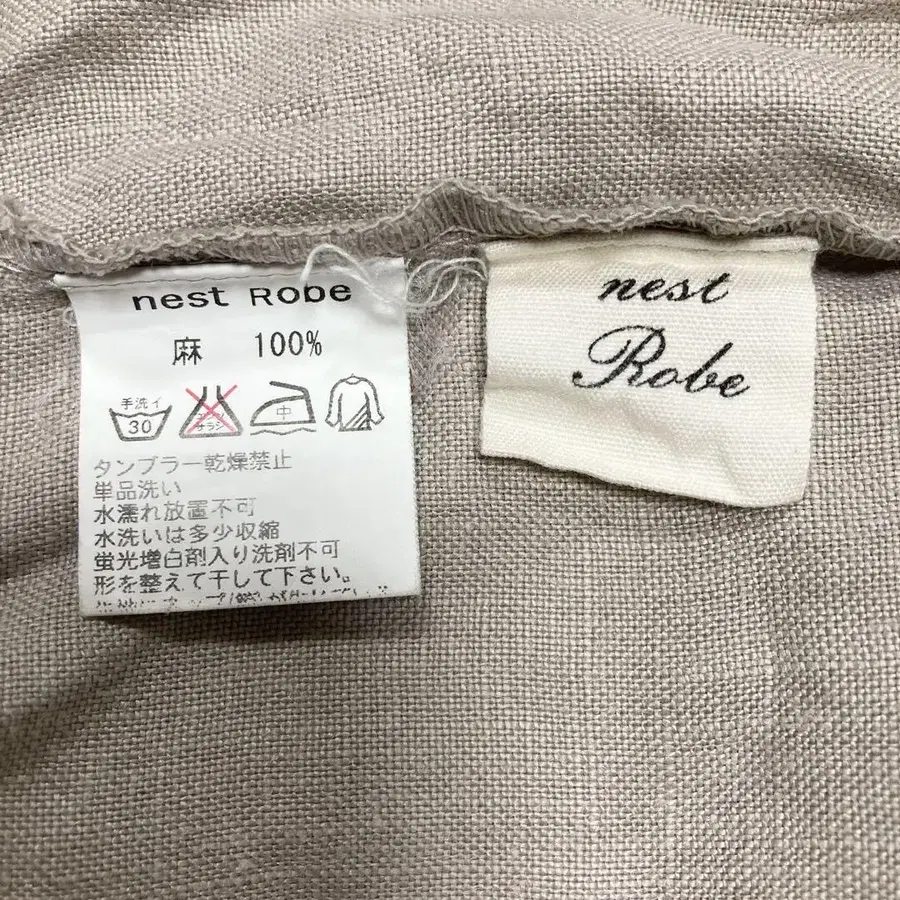 nest Robe
麻 100%
手洗イ
30
エンソ
サラシ
中
タンブラー乾燥禁止
単品洗い
水濡れ放置不可
水洗いは多少収縮
蛍光増白剤入り洗剤不可
形を整えて干して下さい。
nest
Robe